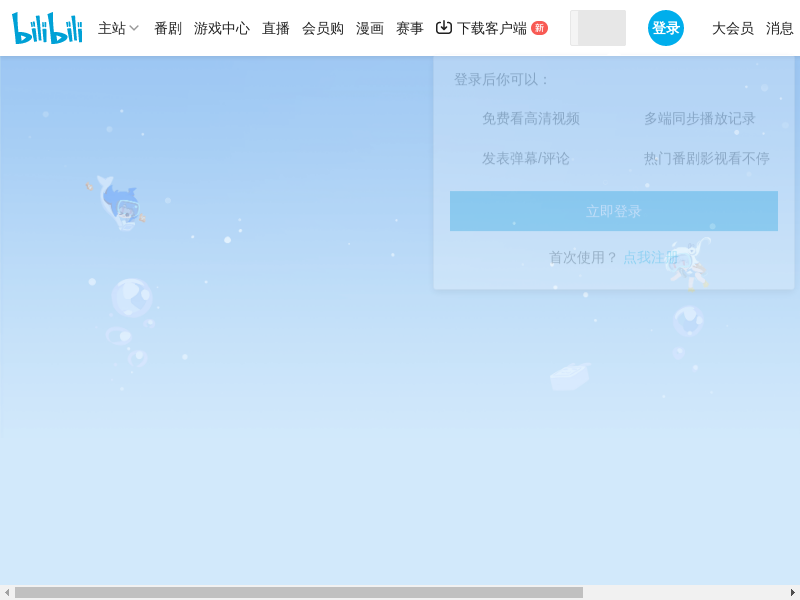 bilibili 主站 番剧 游戏中心 直播 会员购 漫画 赛事 下载客户端 新 登录 大会员 消息
登录后你可以：
免费看高清视频 多端同步播放记录
发表弹幕/评论 热门番剧影视看不停
立即登录
首次使用？ 点我注册